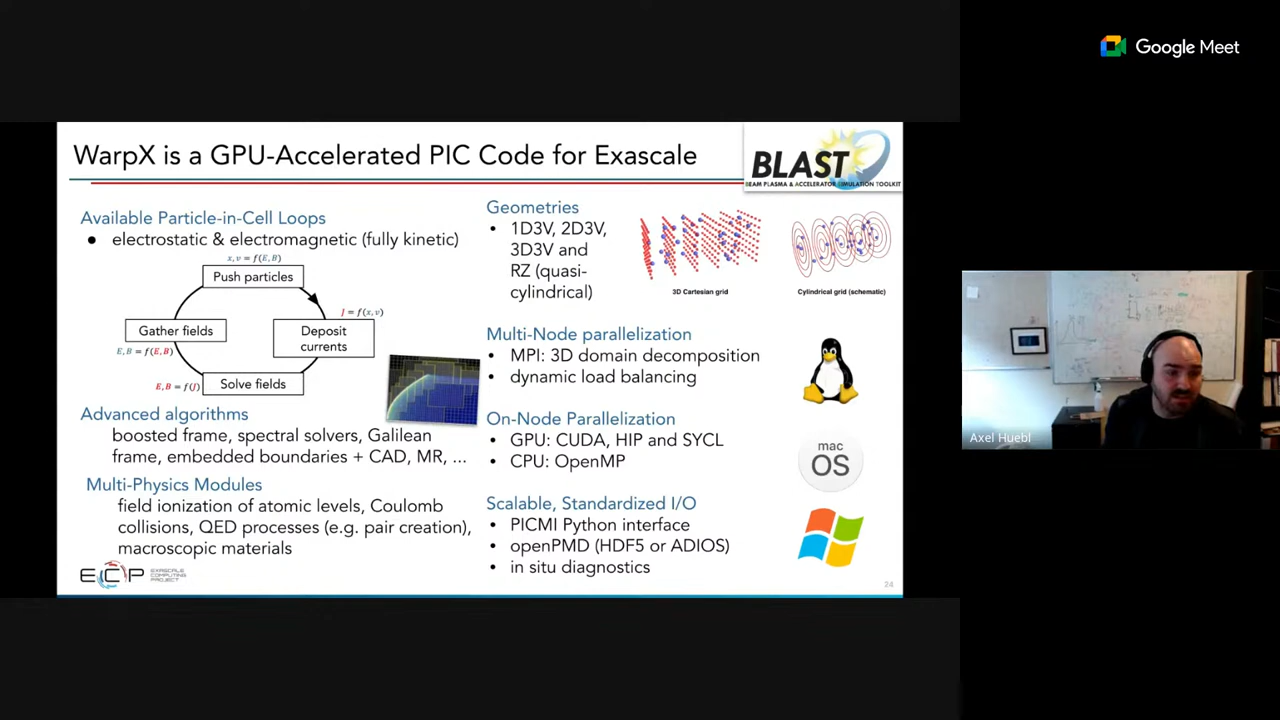 Google Meet
WarpX is a GPU-Accelerated PIC Code for Exascale
BLAST
BEAM PLASMA & ACCELERATOR SIMULATION TOOLKIT
Available Particle-in-Cell Loops
● electrostatic & electromagnetic (fully kinetic)
x, v = f(E, B)
Push particles
J = f(x, v)
Gather fields
Deposit
currents
E, B = f(E, B)
E, B = f(J)
Solve fields
Advanced algorithms
boosted frame, spectral solvers, Galilean
frame, embedded boundaries + CAD, MR, ...
Multi-Physics Modules
field ionization of atomic levels, Coulomb
collisions, QED processes (e.g. pair creation),
macroscopic materials
ECP
EXASCALE
COMPUTING
PROJECT
Geometries
• 1D3V, 2D3V,
3D3V and
RZ (quasi-
cylindrical)
3D Cartesian grid
Cylindrical grid (schematic)
Multi-Node parallelization
• MPI: 3D domain decomposition
• dynamic load balancing
On-Node Parallelization
• GPU: CUDA, HIP and SYCL
• CPU: OpenMP
mac
OS
Scalable, Standardized I/O
• PICMI Python interface
• openPMD (HDF5 or ADIOS)
• in situ diagnostics
24
Axel Huebl